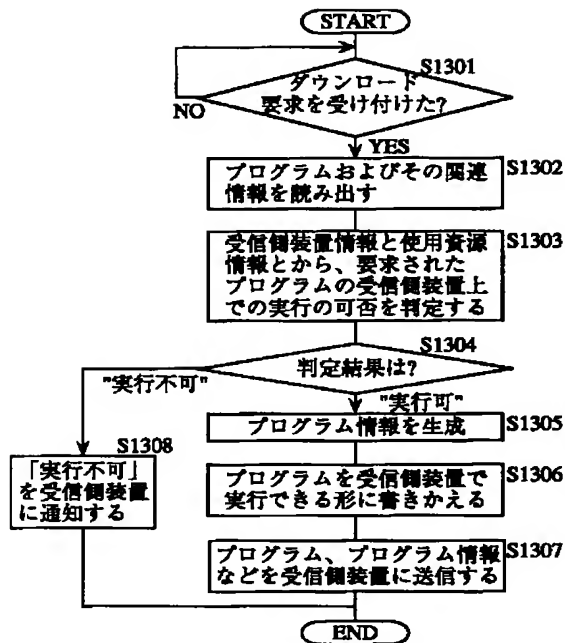 START
S1301
ダウンロード
要求を受け付けた?
NO
YES
プログラムおよびその関連
情報を読み出す
S1302
受信側装置情報と使用資源
情報とから、要求された
プログラムの受信側装置上
での実行の可否を判定する
S1303
S1304
判定結果は?
"実行不可"
"実行可"
プログラム情報を生成
S1305
S1308
「実行不可」
を受信側装置
に通知する
プログラムを受信側装置で
実行できる形に書きかえる
S1306
プログラム、プログラム情報
などを受信側装置に送信する
S1307
END